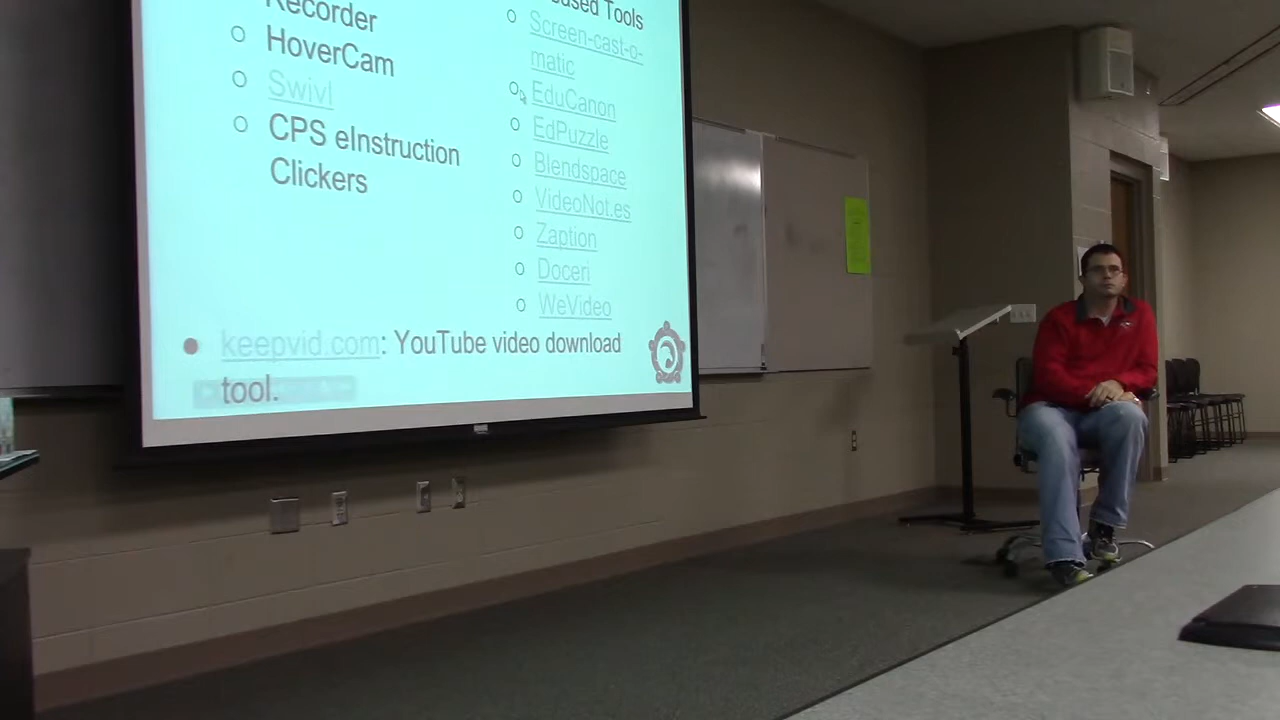 Recorder
HoverCam
Swivl
CPS eInstruction
Clickers
Tools
Screen-cast-o-
matic
EduCanon
EdPuzzle
Blendspace
VideoNot.es
Zaption
Doceri
WeVideo
keepvid.com: YouTube video download
tool.